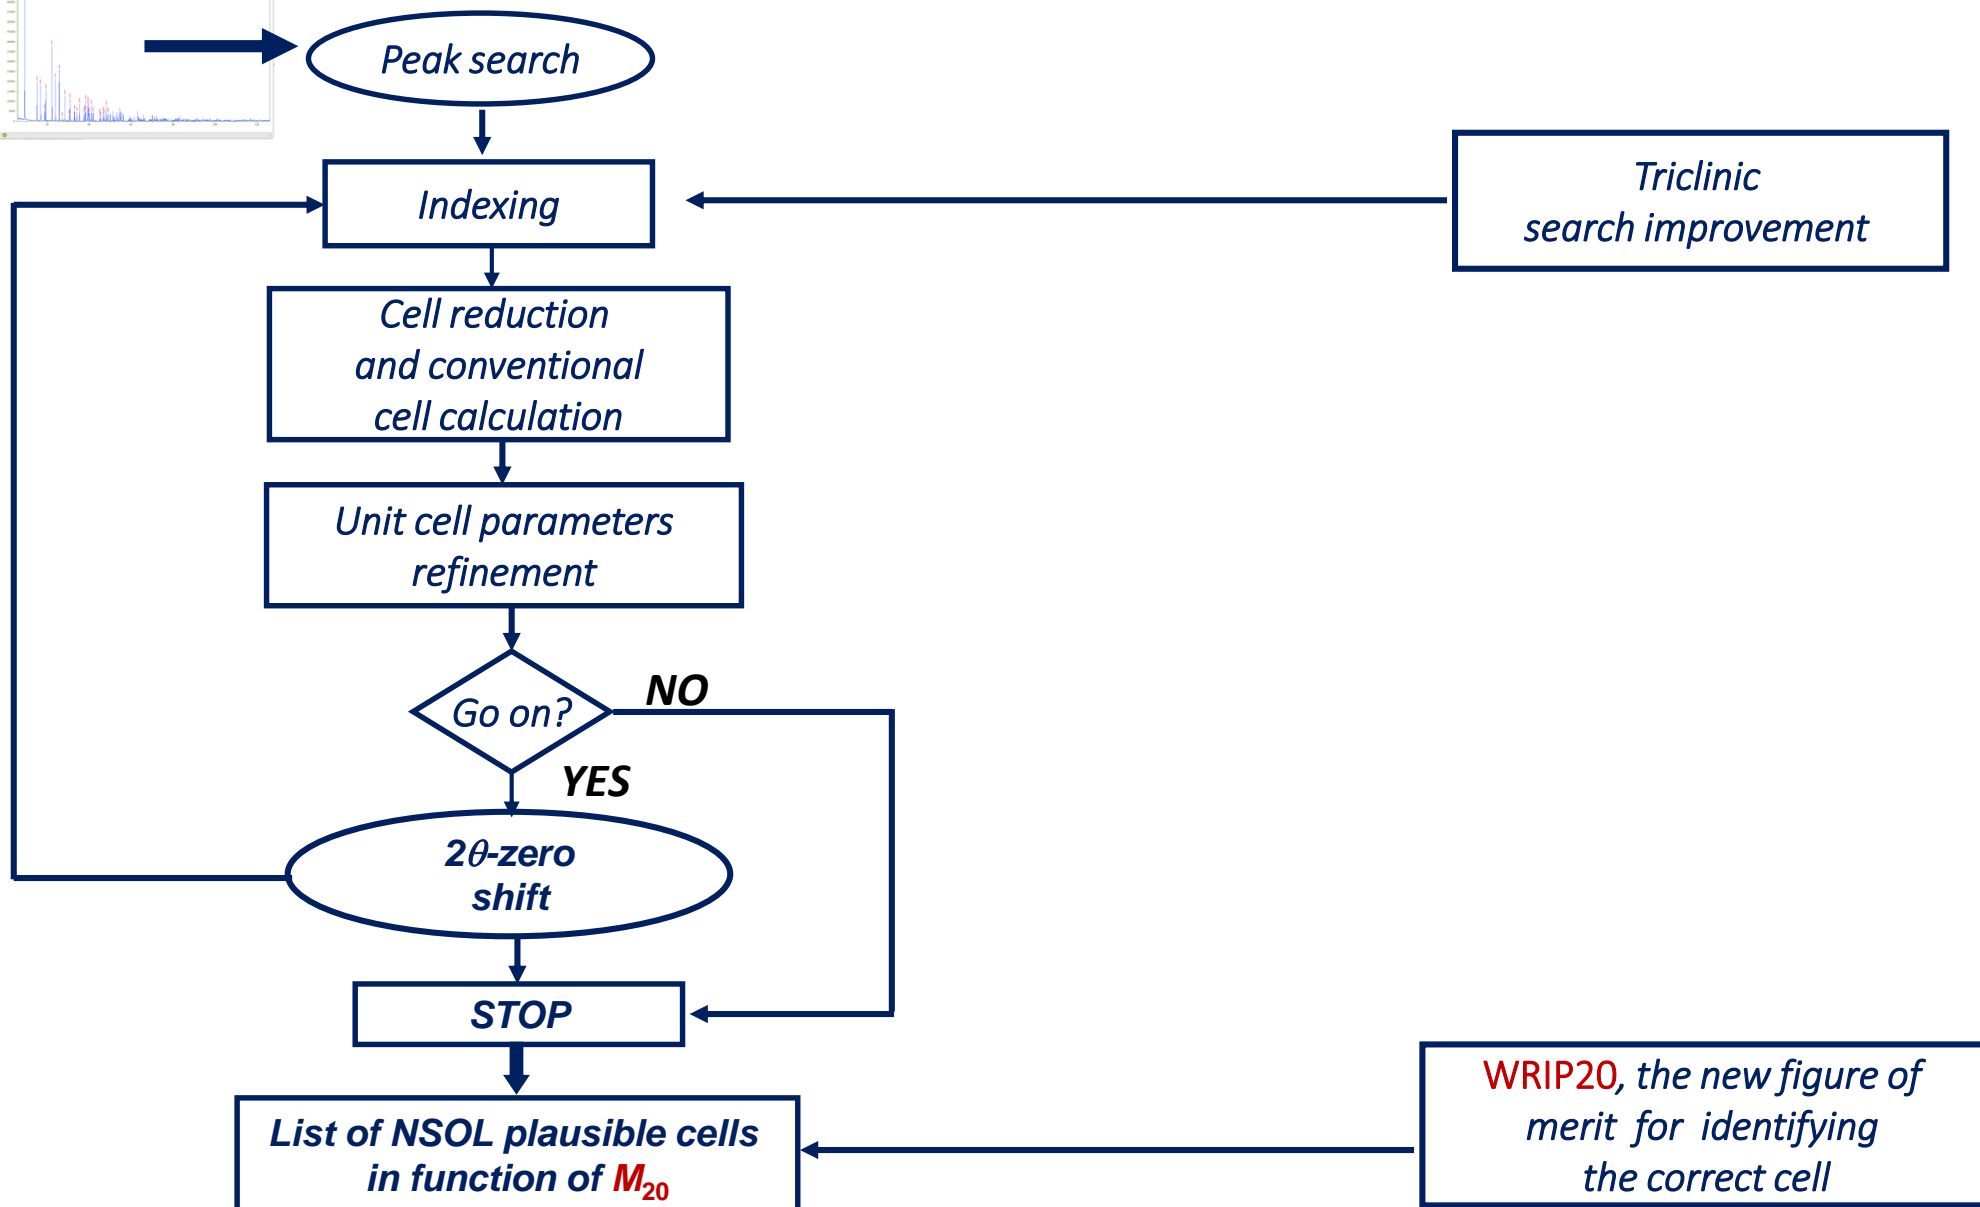 Peak search
Indexing
Triclinic
search improvement
Cell reduction
and conventional
cell calculation
Unit cell parameters
refinement
Go on?
NO
YES
2θ-zero
shift
STOP
List of NSOL plausible cells
in function of M20
WRIP20, the new figure of
merit for identifying
the correct cell